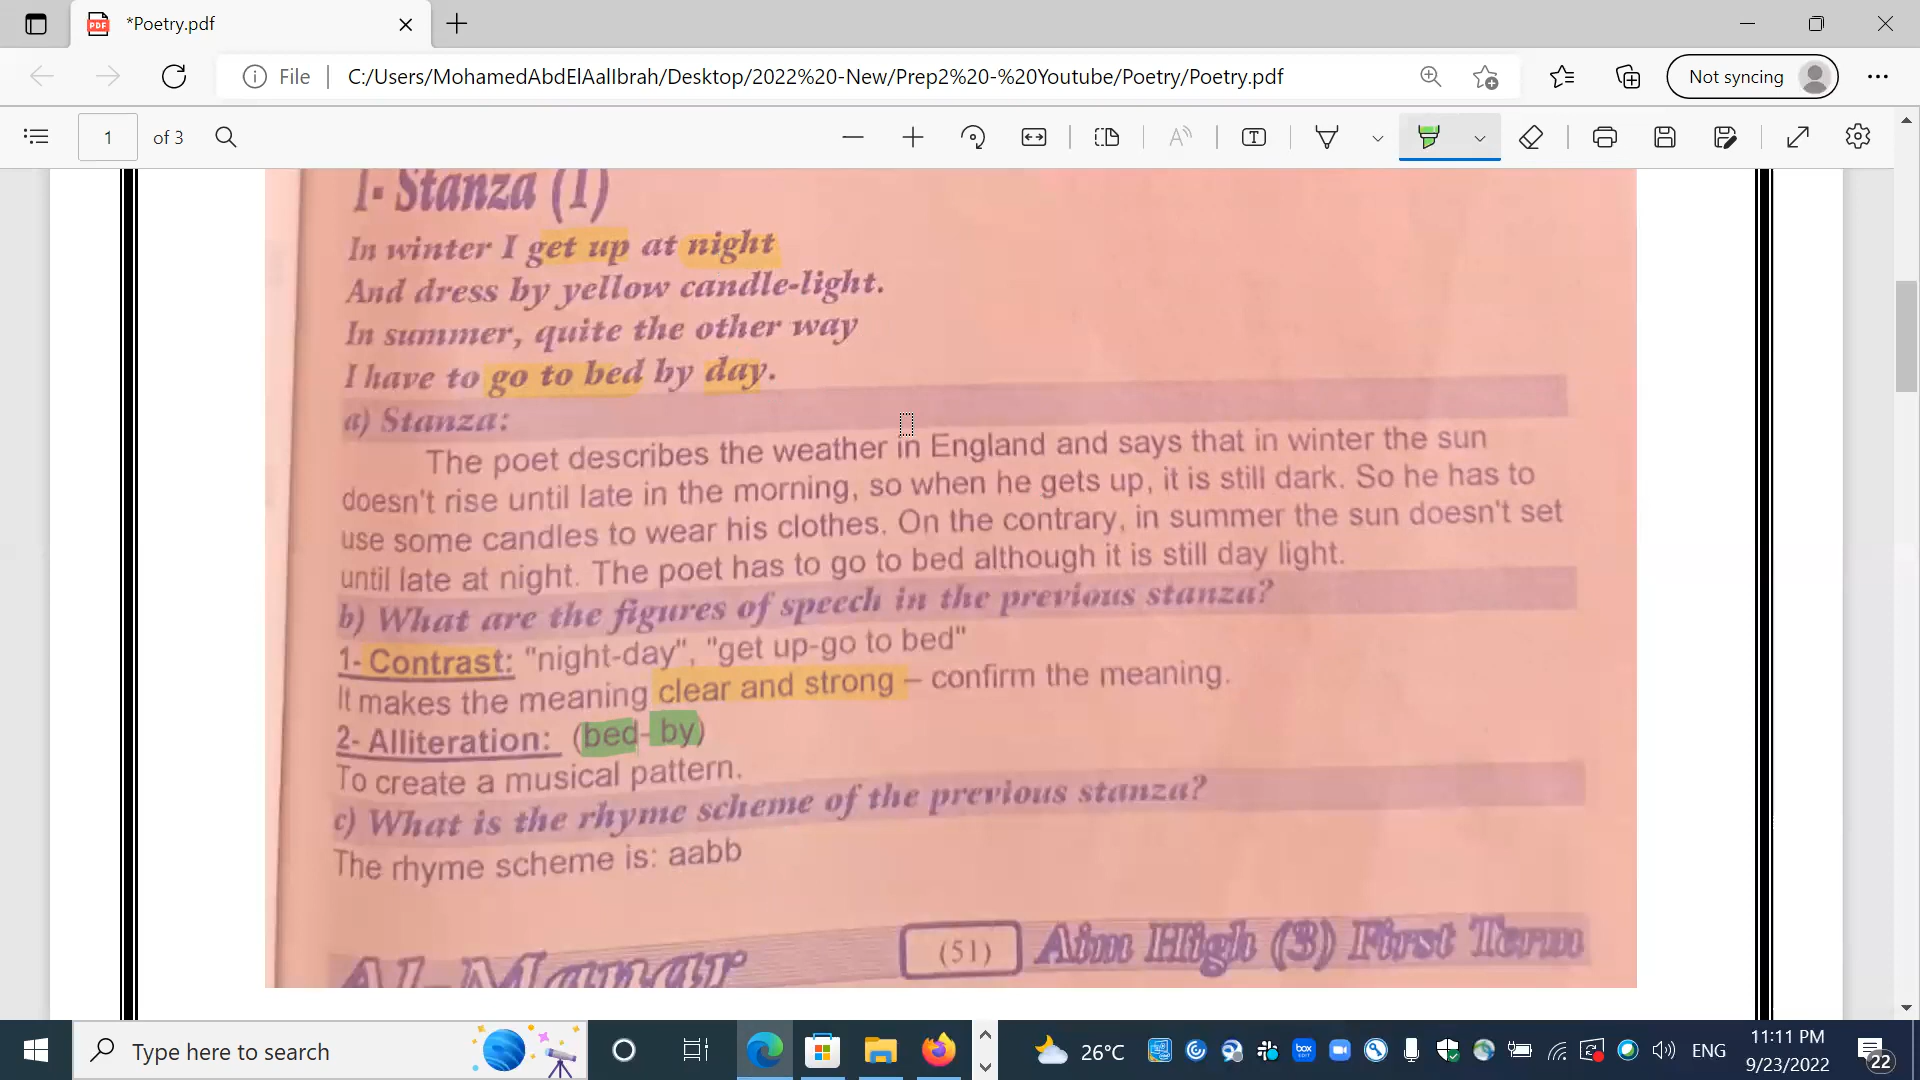 *Poetry.pdf
File
C:/Users/MohamedAbdElAalIbrah/Desktop/2022%20-New/Prep2%20-%20Youtube/Poetry/Poetry.pdf
Not syncing
1 of 3
1- Stanza (1)
In winter I get up at night
And dress by yellow candle-light.
In summer, quite the other way
I have to go to bed by day.
a) Stanza:
The poet describes the weather in England and says that in winter the sun
doesn't rise until late in the morning, so when he gets up, it is still dark. So he has to
use some candles to wear his clothes. On the contrary, in summer the sun doesn't set
until late at night. The poet has to go to bed although it is still day light.
b) What are the figures of speech in the previous stanza?
1- Contrast: "night-day", "get up-go to bed"
It makes the meaning clear and strong – confirm the meaning.
2- Alliteration: (bed- by)
To create a musical pattern.
c) What is the rhyme scheme of the previous stanza?
The rhyme scheme is: aabb
Al-Manar (51) Aim High (3) First Term
Type here to search
26°C
ENG
11:11 PM
9/23/2022
22